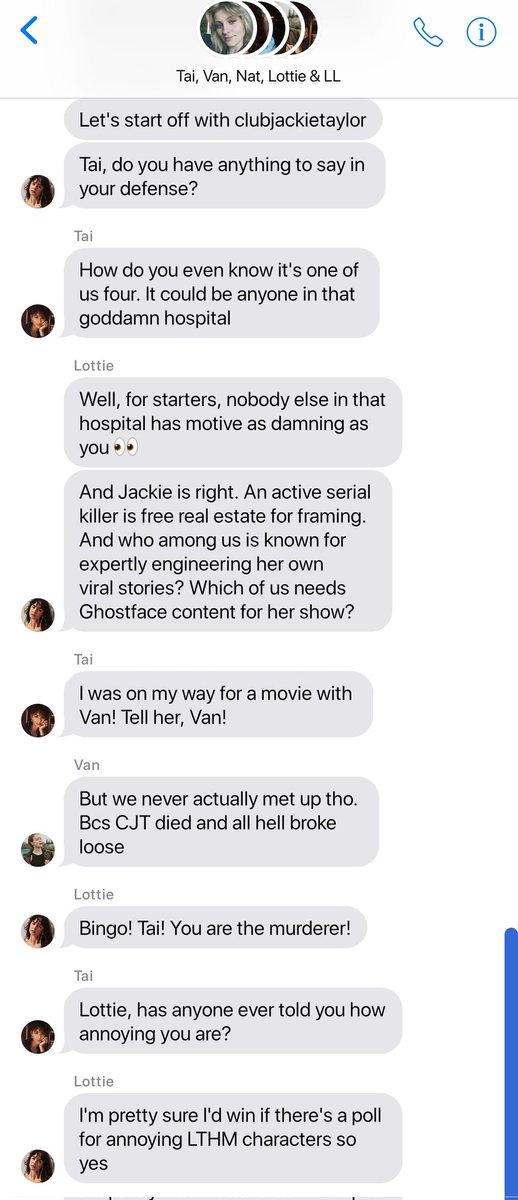 Tai, Van, Nat, Lottie & LL
Let's start off with clubjackietaylor
Tai, do you have anything to say in
your defense?
Tai
How do you even know it's one of
us four. It could be anyone in that
goddamn hospital
Lottie
Well, for starters, nobody else in that
hospital has motive as damning as
you 👀
And Jackie is right. An active serial
killer is free real estate for framing.
And who among us is known for
expertly engineering her own
viral stories? Which of us needs
Ghostface content for her show?
Tai
I was on my way for a movie with
Van! Tell her, Van!
Van
But we never actually met up tho.
Bcs CJT died and all hell broke
loose
Lottie
Bingo! Tai! You are the murderer!
Tai
Lottie, has anyone ever told you how
annoying you are?
Lottie
I'm pretty sure I'd win if there's a poll
for annoying LTHM characters so
yes